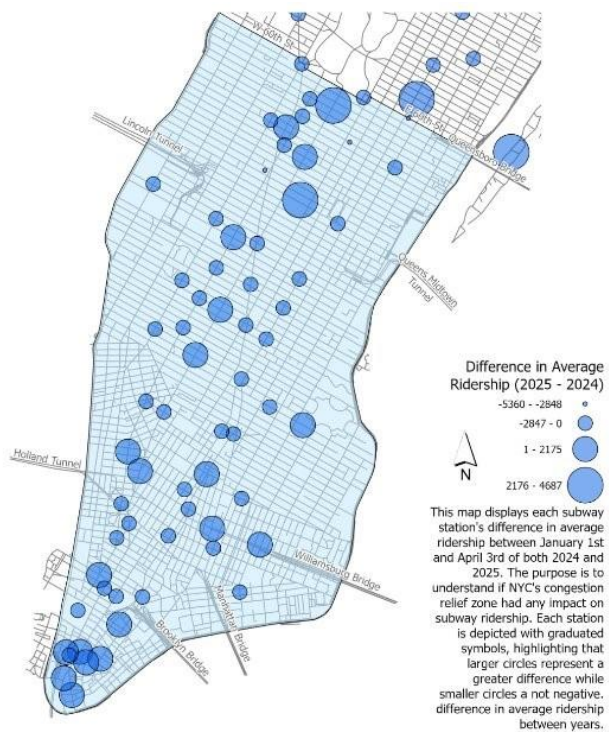 W 60th St
Lincoln Tunnel
E 60th St
Queensboro Bridge
Queens Midtown
Tunnel
Difference in Average
Ridership (2025 - 2024)
-5360 - -2848
-2847 - 0
1 - 2175
2176 - 4687
N
Holland Tunnel
Williamsburg Bridge
Manhattan Bridge
Brooklyn Bridge
This map displays each subway
station's difference in average
ridership between January 1st
and April 3rd of both 2024 and
2025. The purpose is to
understand if NYC's congestion
relief zone had any impact on
subway ridership. Each station
is depicted with graduated
symbols, highlighting that
larger circles represent a
greater difference while
smaller circles a not negative.
difference in average ridership
between years.